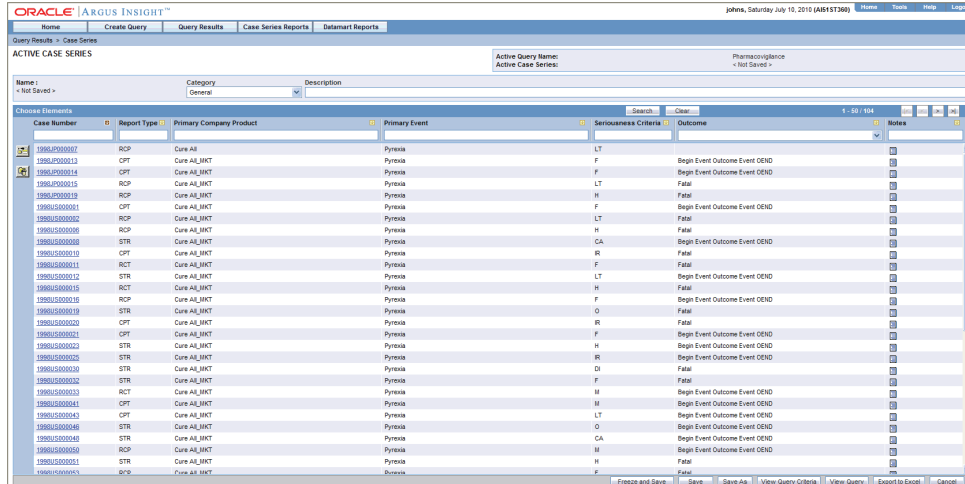 ORACLE® ARGUS INSIGHT™ johns, Saturday July 10, 2010 (AI51ST360) Home Tools Help
Home Create Query Query Results Case Series Reports Datamart Reports
Query Results > Case Series
ACTIVE CASE SERIES
Active Query Name: Pharmacovigilance
Active Case Series: < Not Saved >
Name : Category Description
< Not Saved > General
Choose Elements Search Clear 1 - 50 / 104
Case Number Report Type Primary Company Product Primary Event Seriousness Criteria Outcome Notes
1998JP000007 RCP Cure All Pyrexia LT
1998JP000013 CPT Cure All_MKT Pyrexia F Begin Event Outcome Event OEND
1998JP000014 CPT Cure All_MKT Pyrexia F Begin Event Outcome Event OEND
1998JP000015 RCP Cure All_MKT Pyrexia LT Fatal
1998JP000019 RCP Cure All_MKT Pyrexia H Fatal
1998US000001 CPT Cure All_MKT Pyrexia F Begin Event Outcome Event OEND
1998US000002 RCP Cure All_MKT Pyrexia LT Fatal
1998US000006 RCP Cure All_MKT Pyrexia H Fatal
1998US000008 STR Cure All_MKT Pyrexia CA Begin Event Outcome Event OEND
1998US000010 CPT Cure All_MKT Pyrexia IR Fatal
1998US000011 RCT Cure All_MKT Pyrexia F Fatal
1998US000012 STR Cure All_MKT Pyrexia LT Begin Event Outcome Event OEND
1998US000015 RCT Cure All_MKT Pyrexia H Fatal
1998US000016 RCP Cure All_MKT Pyrexia F Begin Event Outcome Event OEND
1998US000019 STR Cure All_MKT Pyrexia O Fatal
1998US000020 CPT Cure All_MKT Pyrexia IR Fatal
1998US000021 CPT Cure All_MKT Pyrexia F Begin Event Outcome Event OEND
1998US000023 STR Cure All_MKT Pyrexia H Begin Event Outcome Event OEND
1998US000025 STR Cure All_MKT Pyrexia IR Begin Event Outcome Event OEND
1998US000030 STR Cure All_MKT Pyrexia DI Fatal
1998US000032 STR Cure All_MKT Pyrexia F Fatal
1998US000033 RCT Cure All_MKT Pyrexia M Begin Event Outcome Event OEND
1998US000041 CPT Cure All_MKT Pyrexia M Begin Event Outcome Event OEND
1998US000043 CPT Cure All_MKT Pyrexia LT Begin Event Outcome Event OEND
1998US000046 STR Cure All_MKT Pyrexia O Begin Event Outcome Event OEND
1998US000048 STR Cure All_MKT Pyrexia CA Begin Event Outcome Event OEND
1998US000050 RCP Cure All_MKT Pyrexia M Begin Event Outcome Event OEND
1998US000051 STR Cure All_MKT Pyrexia H Fatal
1998US000053 RCP Cure All_MKT Pyrexia F Fatal
Freeze and Save Save Save As View Query Criteria View Query Export to Excel Cancel